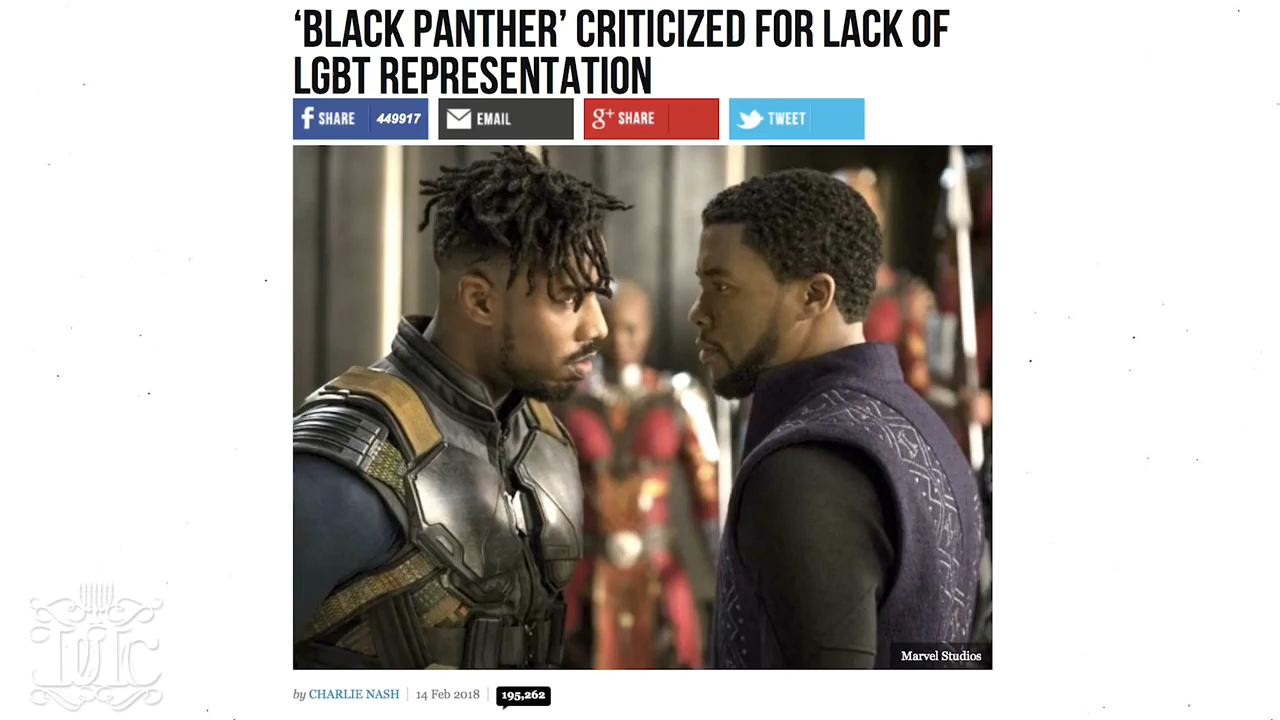 ‘BLACK PANTHER’ CRITICIZED FOR LACK OF
LGBT REPRESENTATION
f SHARE 449917 EMAIL g+ SHARE TWEET
Marvel Studios
by CHARLIE NASH | 14 Feb 2018 | 195,262